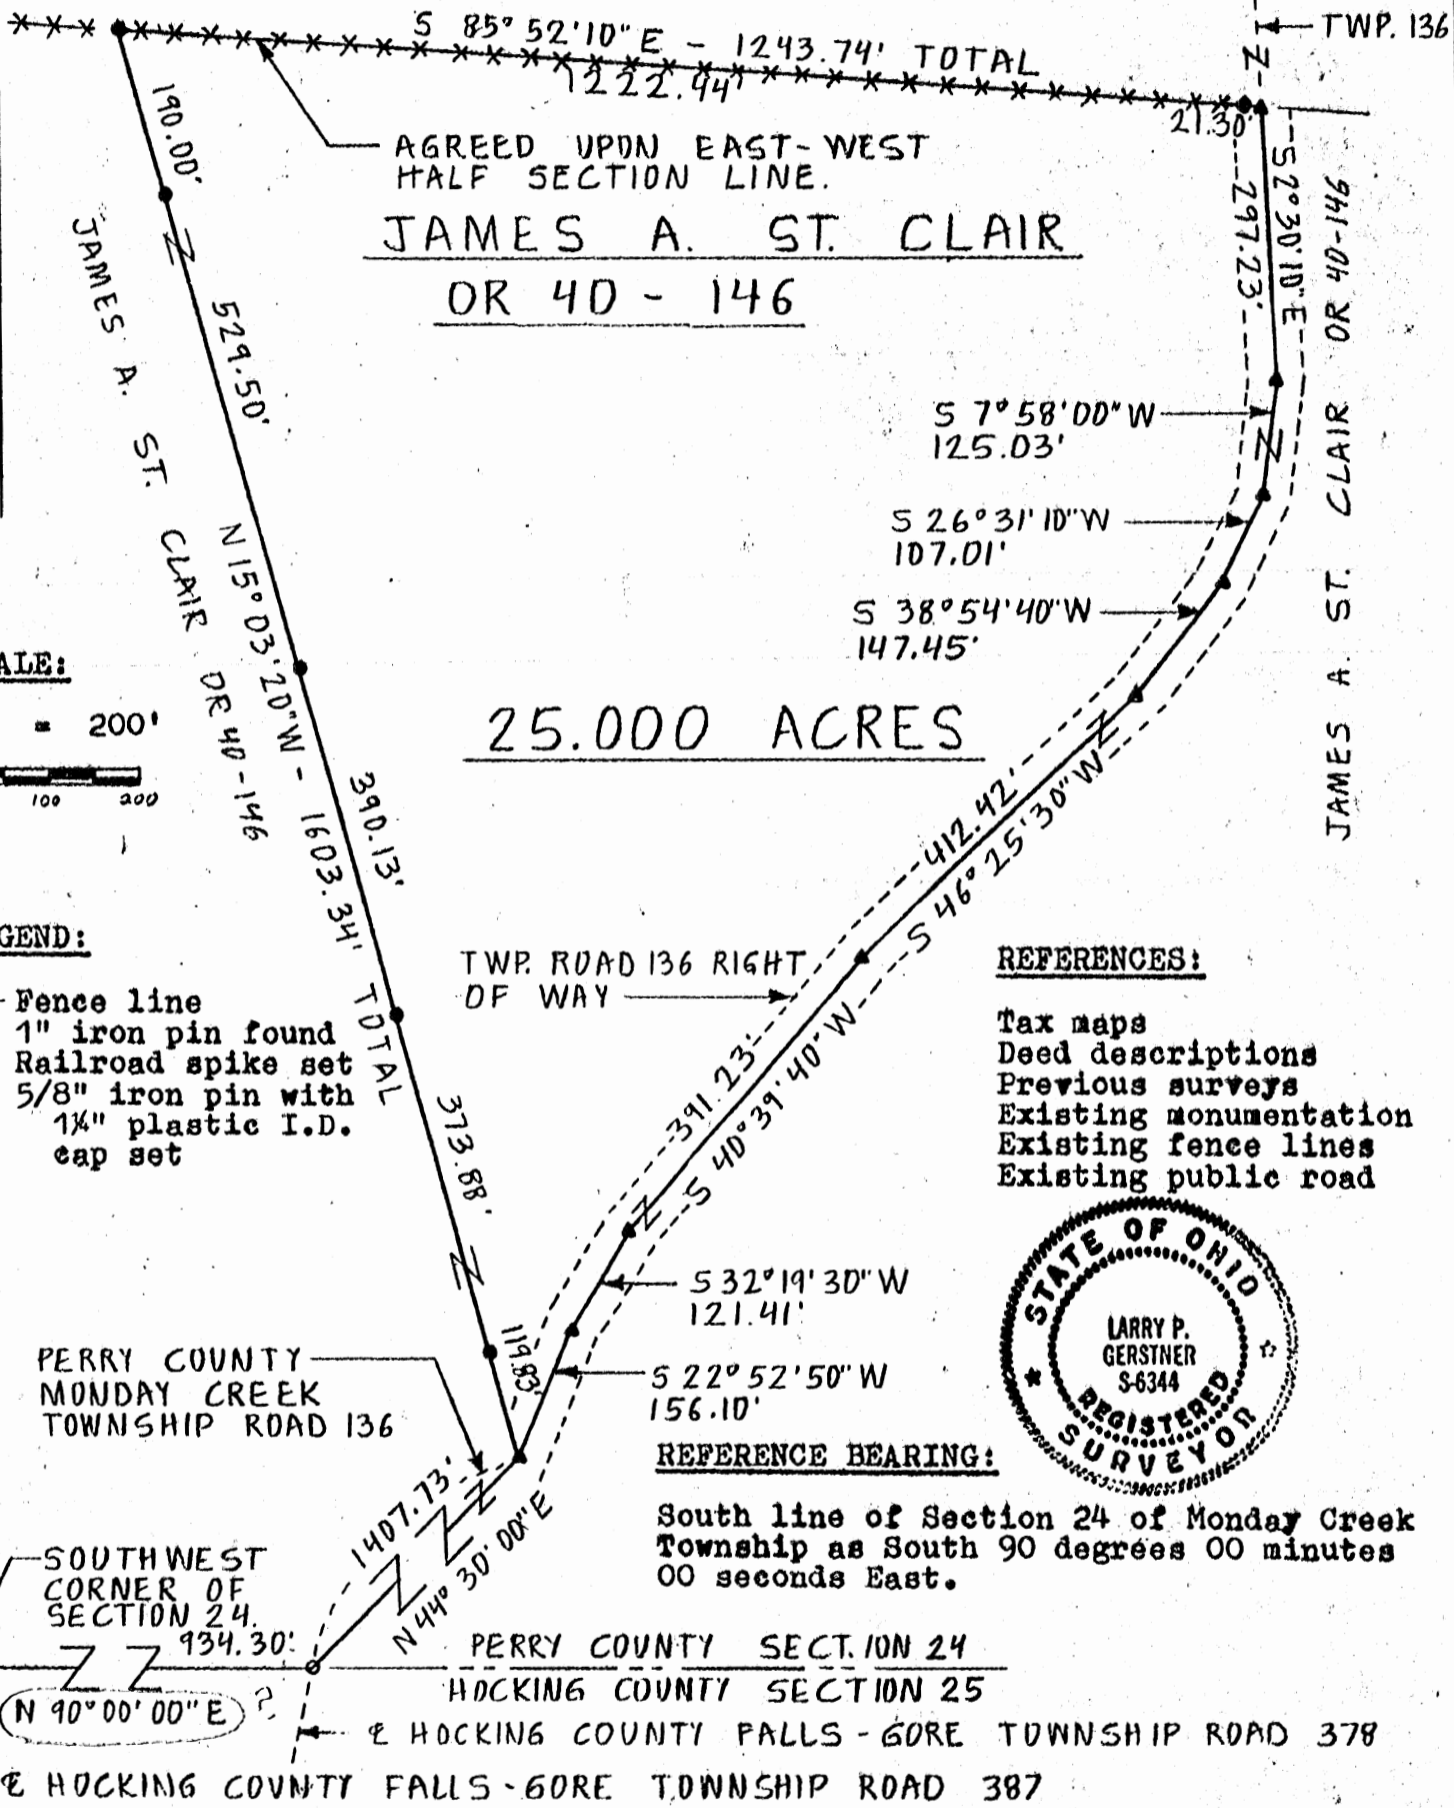 S 85° 52' 10" E - 1243.74' TOTAL
1222.44'
21.30'
TWP. 136
190.00'
AGREED UPON EAST-WEST
HALF SECTION LINE.
JAMES A. ST. CLAIR
OR 40 - 146
297.23'
S 2° 30' 10" E
JAMES A. ST. CLAIR OR 40-146
529.50'
JAMES A. ST. CLAIR OR 40-146
N 15° 03' 20" W - 1603.34' TOTAL
S 7° 58' 00" W
125.03'
S 26° 31' 10" W
107.01'
S 38° 54' 40" W
147.45'
ALE:
= 200'
100 200
25.000 ACRES
390.13'
412.42'
S 46° 25' 30" W
GEND:
Fence line
1" iron pin found
Railroad spike set
5/8" iron pin with
1¼" plastic I.D.
cap set
TWP. ROAD 136 RIGHT
OF WAY
REFERENCES:
Tax maps
Deed descriptions
Previous surveys
Existing monumentation
Existing fence lines
Existing public road
391.23'
S 40° 39' 40" W
373.88'
S 32° 19' 30" W
121.41'
119.83'
S 22° 52' 50" W
156.10'
STATE OF OHIO
LARRY P.
GERSTNER
S-6344
REGISTERED
SURVEYOR
PERRY COUNTY
MONDAY CREEK
TOWNSHIP ROAD 136
REFERENCE BEARING:
South line of Section 24 of Monday Creek
Township as South 90 degrees 00 minutes
00 seconds East.
1407.73'
N 44° 30' 00" E
SOUTHWEST
CORNER OF
SECTION 24.
934.30'
N 90° 00' 00" E ?
PERRY COUNTY SECTION 24
HOCKING COUNTY SECTION 25
℄ HOCKING COUNTY FALLS - GORE TOWNSHIP ROAD 378
℄ HOCKING COUNTY FALLS - GORE TOWNSHIP ROAD 387